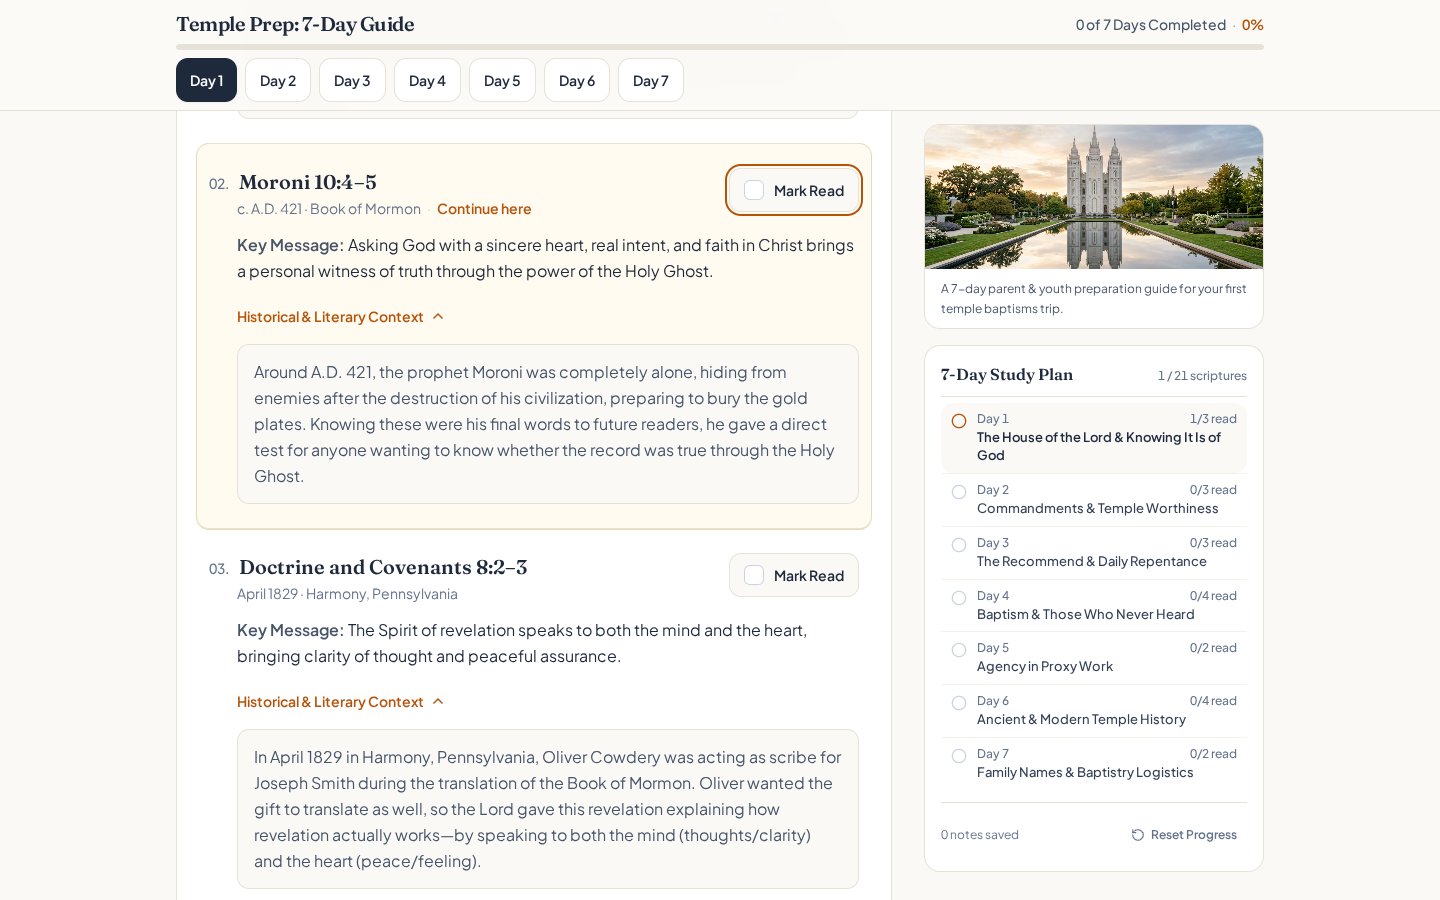 Temple Prep: 7-Day Guide
0 of 7 Days Completed · 0%
Day 1
Day 2
Day 3
Day 4
Day 5
Day 6
Day 7
02. Moroni 10:4–5
Mark Read
c. A.D. 421 · Book of Mormon · Continue here
Key Message: Asking God with a sincere heart, real intent, and faith in Christ brings
a personal witness of truth through the power of the Holy Ghost.
Historical & Literary Context
Around A.D. 421, the prophet Moroni was completely alone, hiding from
enemies after the destruction of his civilization, preparing to bury the gold
plates. Knowing these were his final words to future readers, he gave a direct
test for anyone wanting to know whether the record was true through the Holy
Ghost.
03. Doctrine and Covenants 8:2–3
Mark Read
April 1829 · Harmony, Pennsylvania
Key Message: The Spirit of revelation speaks to both the mind and the heart,
bringing clarity of thought and peaceful assurance.
Historical & Literary Context
In April 1829 in Harmony, Pennsylvania, Oliver Cowdery was acting as scribe for
Joseph Smith during the translation of the Book of Mormon. Oliver wanted the
gift to translate as well, so the Lord gave this revelation explaining how
revelation actually works—by speaking to both the mind (thoughts/clarity)
and the heart (peace/feeling).
A 7-day parent & youth preparation guide for your first
temple baptisms trip.
7-Day Study Plan
1 / 21 scriptures
Day 1
1/3 read
The House of the Lord & Knowing It Is of
God
Day 2
0/3 read
Commandments & Temple Worthiness
Day 3
0/3 read
The Recommend & Daily Repentance
Day 4
0/4 read
Baptism & Those Who Never Heard
Day 5
0/2 read
Agency in Proxy Work
Day 6
0/4 read
Ancient & Modern Temple History
Day 7
0/2 read
Family Names & Baptistry Logistics
0 notes saved
Reset Progress